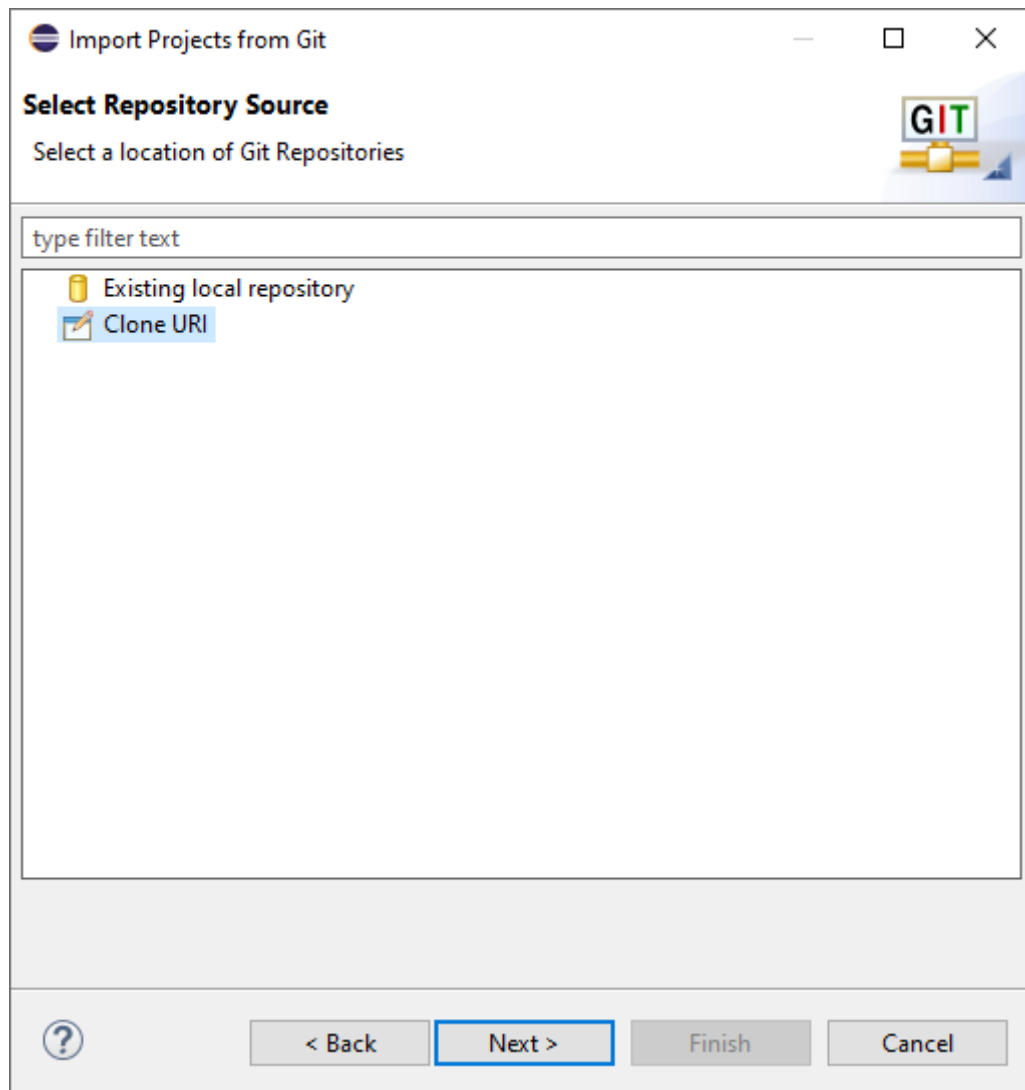 Import Projects from Git
Select Repository Source
Select a location of Git Repositories
GIT
type filter text
Existing local repository
Clone URI
?
< Back
Next >
Finish
Cancel